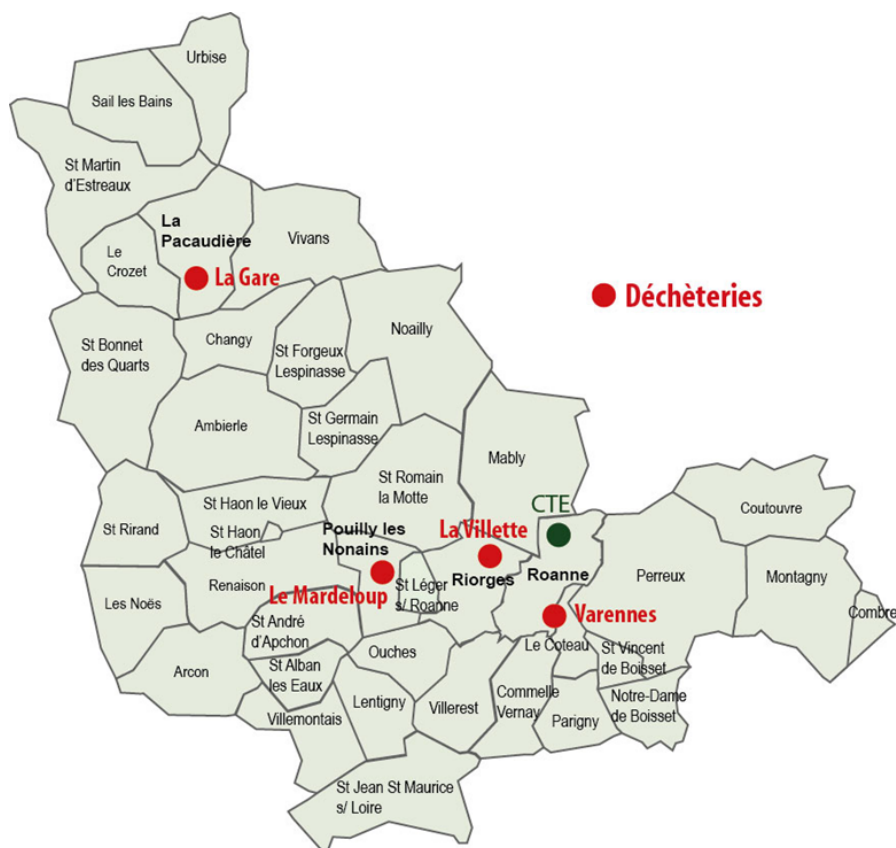 Urbise
Sail les Bains
St Martin
d'Estreaux
La
Pacaudière
Vivans
Le
Crozet
La Gare
Déchèteries
St Bonnet
des Quarts
Changy
St Forgeux
Lespinasse
Noailly
Ambierle
St Germain
Lespinasse
Mably
St Romain
la Motte
St Haon le Vieux
CTE
Coutouvre
St Rirand
St Haon
le Châtel
Pouilly les
Nonains
La Villette
Riorges
Roanne
Perreux
Montagny
Renaison
Le Mardeloup
St Léger
s/ Roanne
Les Noës
Varennes
Combre
St André
d'Apchon
Le Coteau
St Vincent
de Boisset
Arcon
St Alban
les Eaux
Ouches
Lentigny
Villerest
Commelle
Vernay
Notre-Dame
de Boisset
Villemontais
Parigny
St Jean St Maurice
s/ Loire